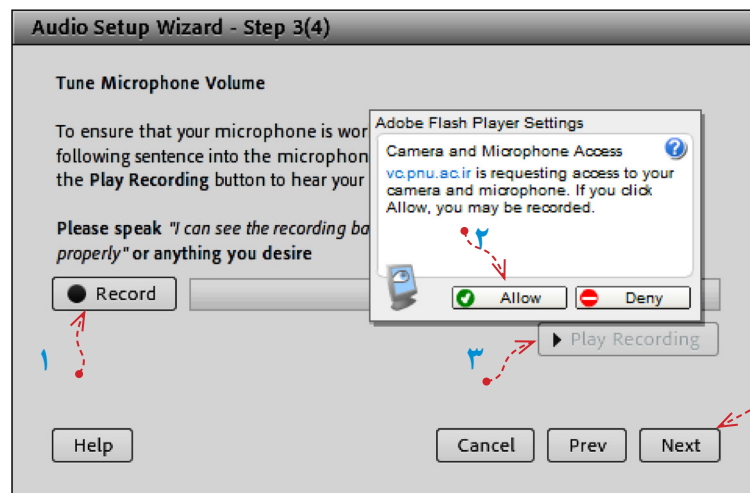 Audio Setup Wizard - Step 3(4)
Tune Microphone Volume
To ensure that your microphone is wor
following sentence into the microphon
the Play Recording button to hear your
Please speak "I can see the recording ba
properly" or anything you desire
Adobe Flash Player Settings
Camera and Microphone Access
vc.pnu.ac.ir is requesting access to your
camera and microphone. If you click
Allow, you may be recorded.
۲
Allow Deny
Record
۱
Play Recording
۳
Help Cancel Prev Next